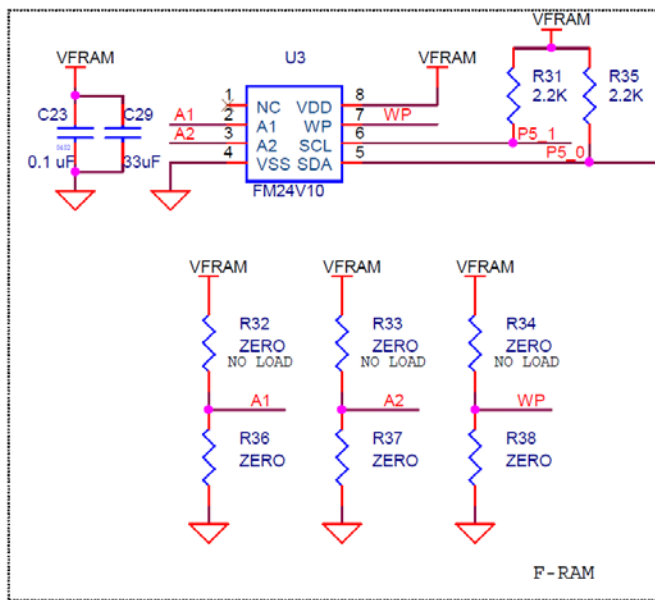 VFRAM
C23
C29
0.1 uF
33uF
U3
1
2
3
4
8
7
6
5
A1
A2
NC
A1
A2
VSS
VDD
WP
SCL
SDA
FM24V10
VFRAM
WP
VFRAM
R31
2.2K
R35
2.2K
P5_1
P5_0
VFRAM
R32
ZERO
NO LOAD
A1
R36
ZERO
VFRAM
R33
ZERO
NO LOAD
A2
R37
ZERO
VFRAM
R34
ZERO
NO LOAD
WP
R38
ZERO
F-RAM